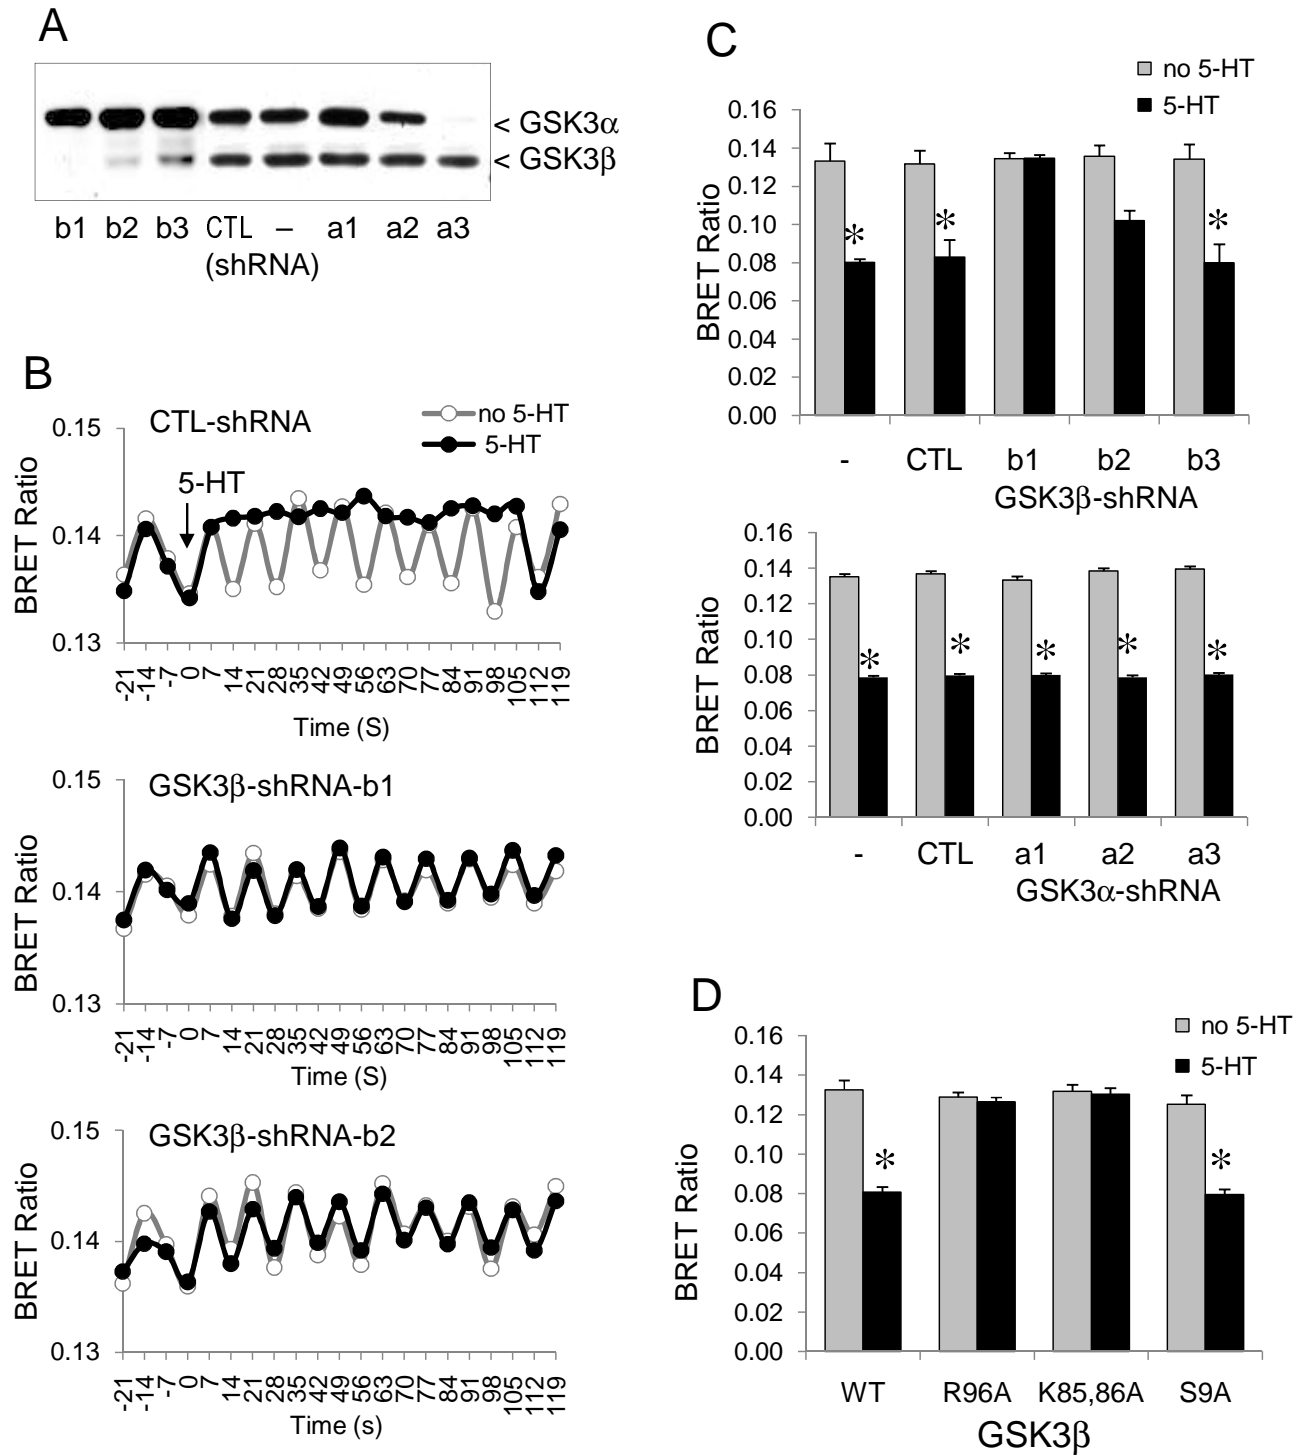 A
< GSK3α
< GSK3β
b1 b2 b3 CTL – a1 a2 a3
(shRNA)
B
CTL-shRNA
no 5-HT
5-HT
5-HT
BRET Ratio
0.15
0.14
0.13
-21 -14 -7 0 7 14 21 28 35 42 49 56 63 70 77 84 91 98 105 112 119
Time (S)
GSK3β-shRNA-b1
BRET Ratio
0.15
0.14
0.13
-21 -14 -7 0 7 14 21 28 35 42 49 56 63 70 77 84 91 98 105 112 119
Time (S)
GSK3β-shRNA-b2
BRET Ratio
0.15
0.14
0.13
-21 -14 -7 0 7 14 21 28 35 42 49 56 63 70 77 84 91 98 105 112 119
Time (s)
C
no 5-HT
5-HT
BRET Ratio
0.16
0.14
0.12
0.10
0.08
0.06
0.04
0.02
0.00
* * *
- CTL b1 b2 b3
GSK3β-shRNA
BRET Ratio
0.16
0.14
0.12
0.10
0.08
0.06
0.04
0.02
0.00
* * * * *
- CTL a1 a2 a3
GSK3α-shRNA
D
no 5-HT
5-HT
BRET Ratio
0.16
0.14
0.12
0.10
0.08
0.06
0.04
0.02
0.00
* *
WT R96A K85,86A S9A
GSK3β